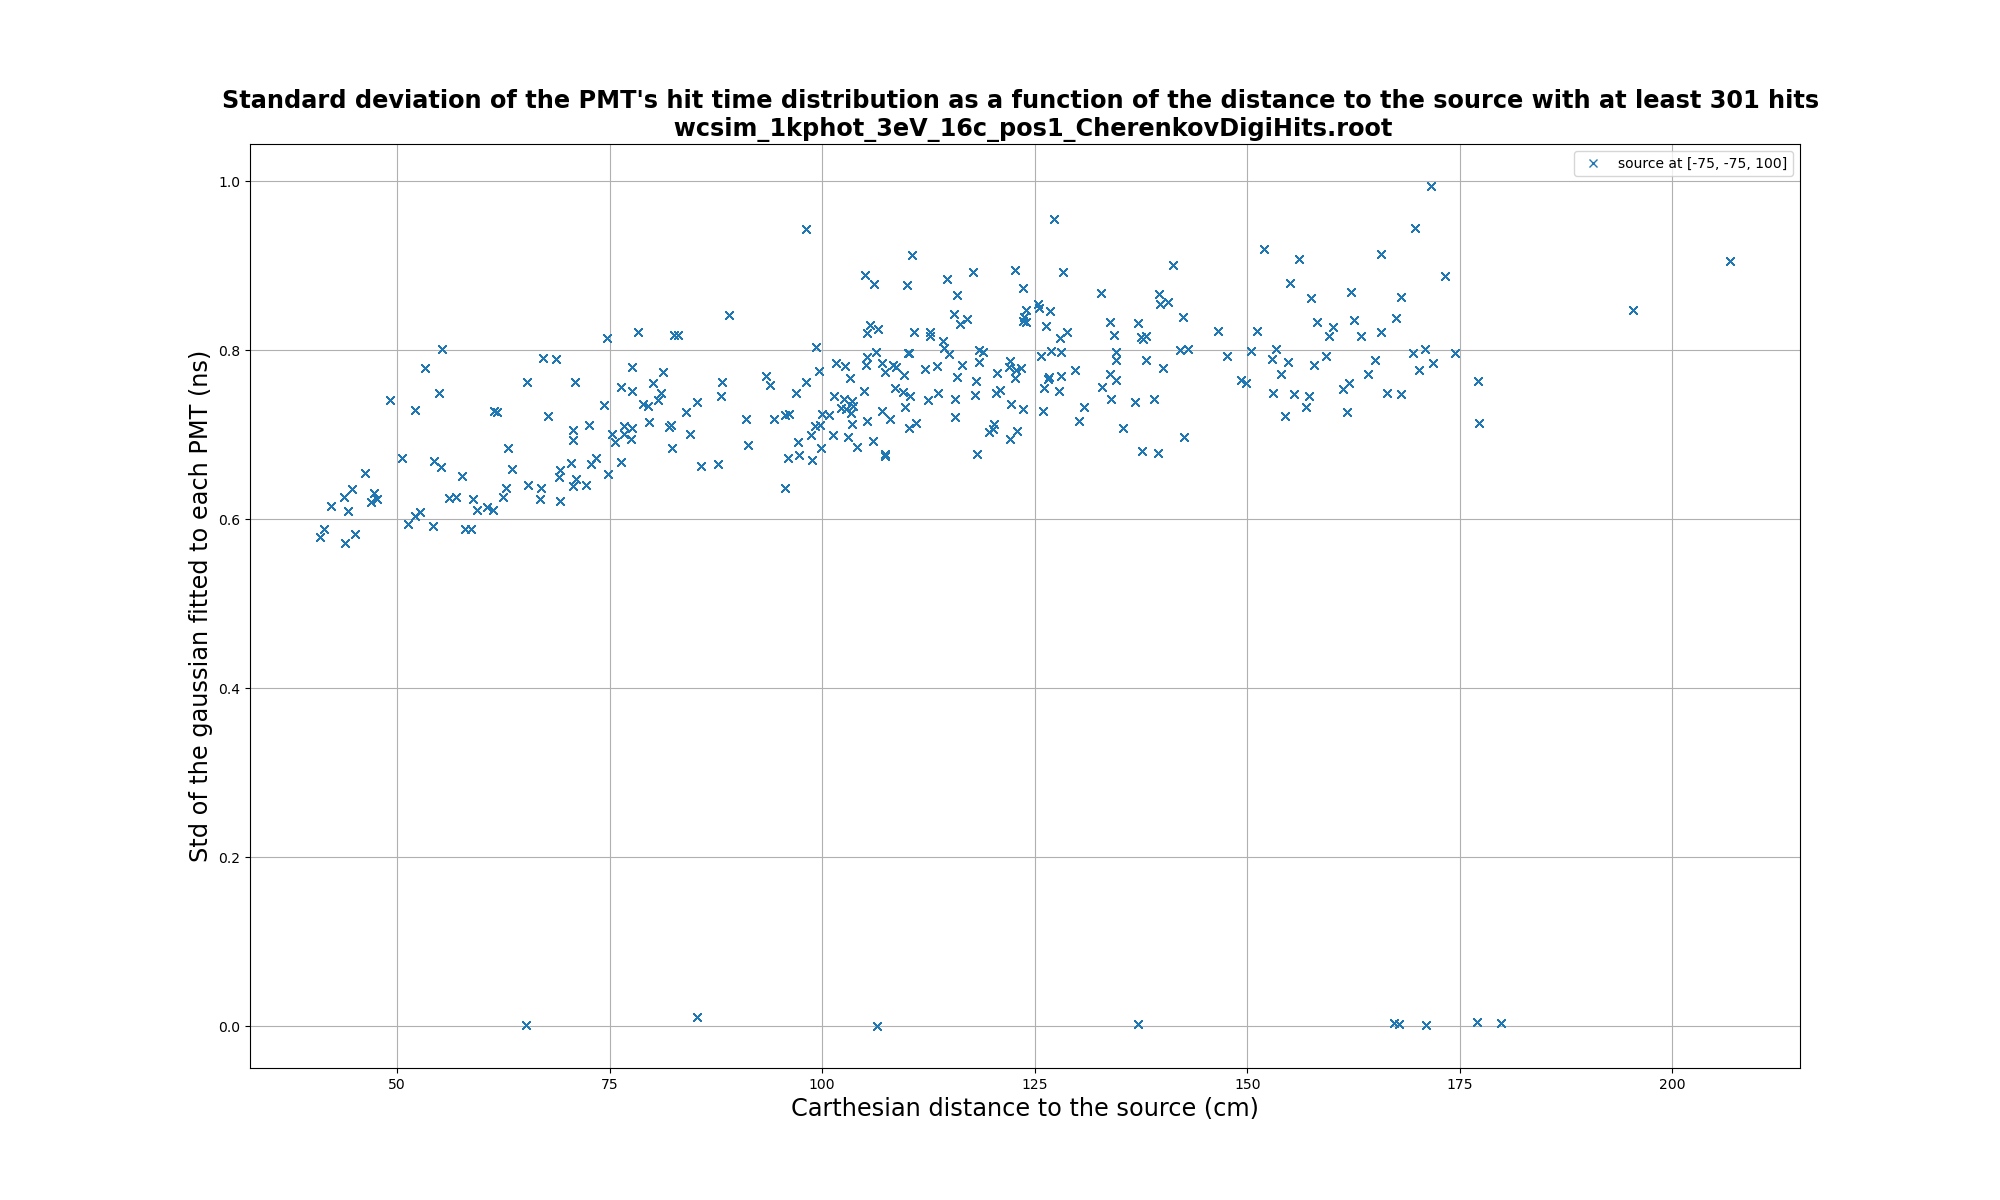 Standard deviation of the PMT's hit time distribution as a function of the distance to the source with at least 301 hits
wcsim_1kphot_3eV_16c_pos1_CherenkovDigiHits.root
source at [-75, -75, 100]
1.0
0.8
0.6
0.4
0.2
0.0
Std of the gaussian fitted to each PMT (ns)
50 75 100 125 150 175 200
Carthesian distance to the source (cm)